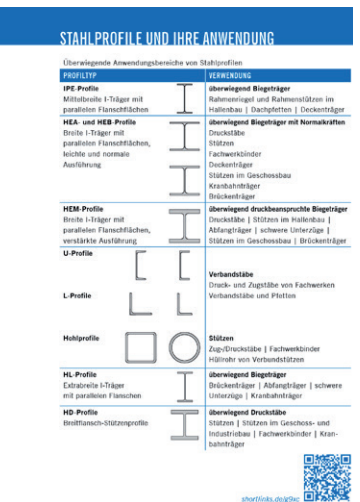 STAHLPROFILE UND IHRE ANWENDUNG
Überwiegende Anwendungsbereiche von Stahlprofilen
PROFILTYP
VERWENDUNG
IPE-Profile
Mittelbreite I-Träger mit
parallelen Flanschflächen
überwiegend Biegeträger
Rahmenriegel und Rahmenstützen im
Hallenbau | Dachpfetten | Deckenträger
HEA- und HEB-Profile
Breite I-Träger mit
parallelen Flanschflächen,
leichte und normale
Ausführung
überwiegend Biegeträger mit Normalkräften
Druckstäbe
Stützen
Fachwerkbinder
Deckenträger
Stützen im Geschossbau
Kranbahnträger
Brückenträger
HEM-Profile
Breite I-Träger mit
parallelen Flanschflächen,
verstärkte Ausführung
überwiegend druckbeanspruchte Biegeträger
Druckstäbe | Stützen im Hallenbau |
Abfangträger | schwere Unterzüge |
Stützen im Geschossbau | Brückenträger
U-Profile
L-Profile
Verbandstäbe
Druck- und Zugstäbe von Fachwerken
Verbandstäbe und Pfetten
Hohlprofile
Stützen
Zug-/Druckstäbe | Fachwerkbinder
Hüllrohr von Verbundstützen
HL-Profile
Extrabreite I-Träger
mit parallelen Flanschen
überwiegend Biegeträger
Brückenträger | Abfangträger | schwere
Unterzüge | Kranbahnträger
HD-Profile
Breitflansch-Stützenprofile
überwiegend Druckstäbe
Stützen | Stützen im Geschoss- und
Industriebau | Fachwerkbinder | Kran-
bahnträger
shortlinks.de/g9xc